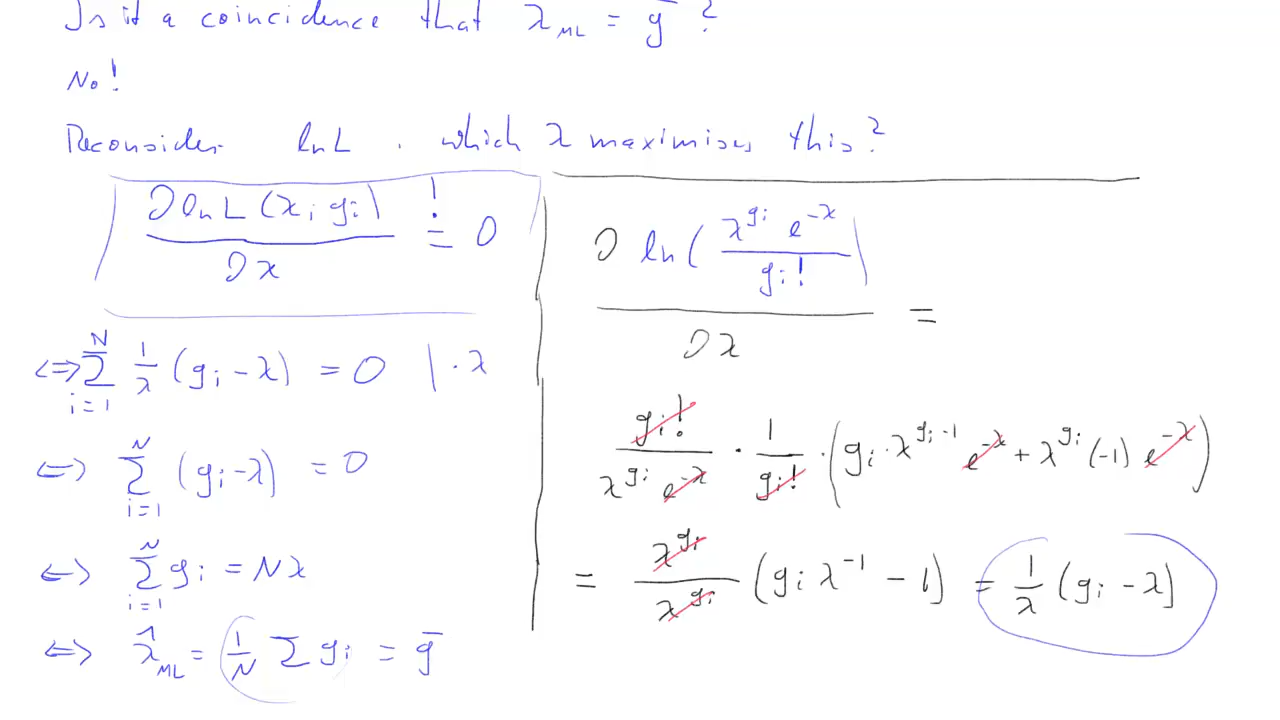 Is it a coincidence that λ_ML = ḡ ?
No!
Reconsider ln L . which λ maximises this?
∂ ln L (λ; gᵢ) / ∂λ != 0
⇔ Σ_{i=1}^{N} 1/λ (gᵢ - λ) = 0 | · λ
⇔ Σ_{i=1}^{N} (gᵢ - λ) = 0
⇔ Σ_{i=1}^{N} gᵢ = Nλ
⇔ λ̂_ML = 1/N Σ gᵢ = ḡ
∂ ln ( λ^{gᵢ} e^{-λ} / gᵢ! ) / ∂λ =
gᵢ! / (λ^{gᵢ} e^{-λ}) · 1/gᵢ! · (gᵢ · λ^{gᵢ-1} e^{-λ} + λ^{gᵢ} (-1) e^{-λ})
= λ^{gᵢ} / λ^{gᵢ} (gᵢ λ^{-1} - 1) = 1/λ (gᵢ - λ)